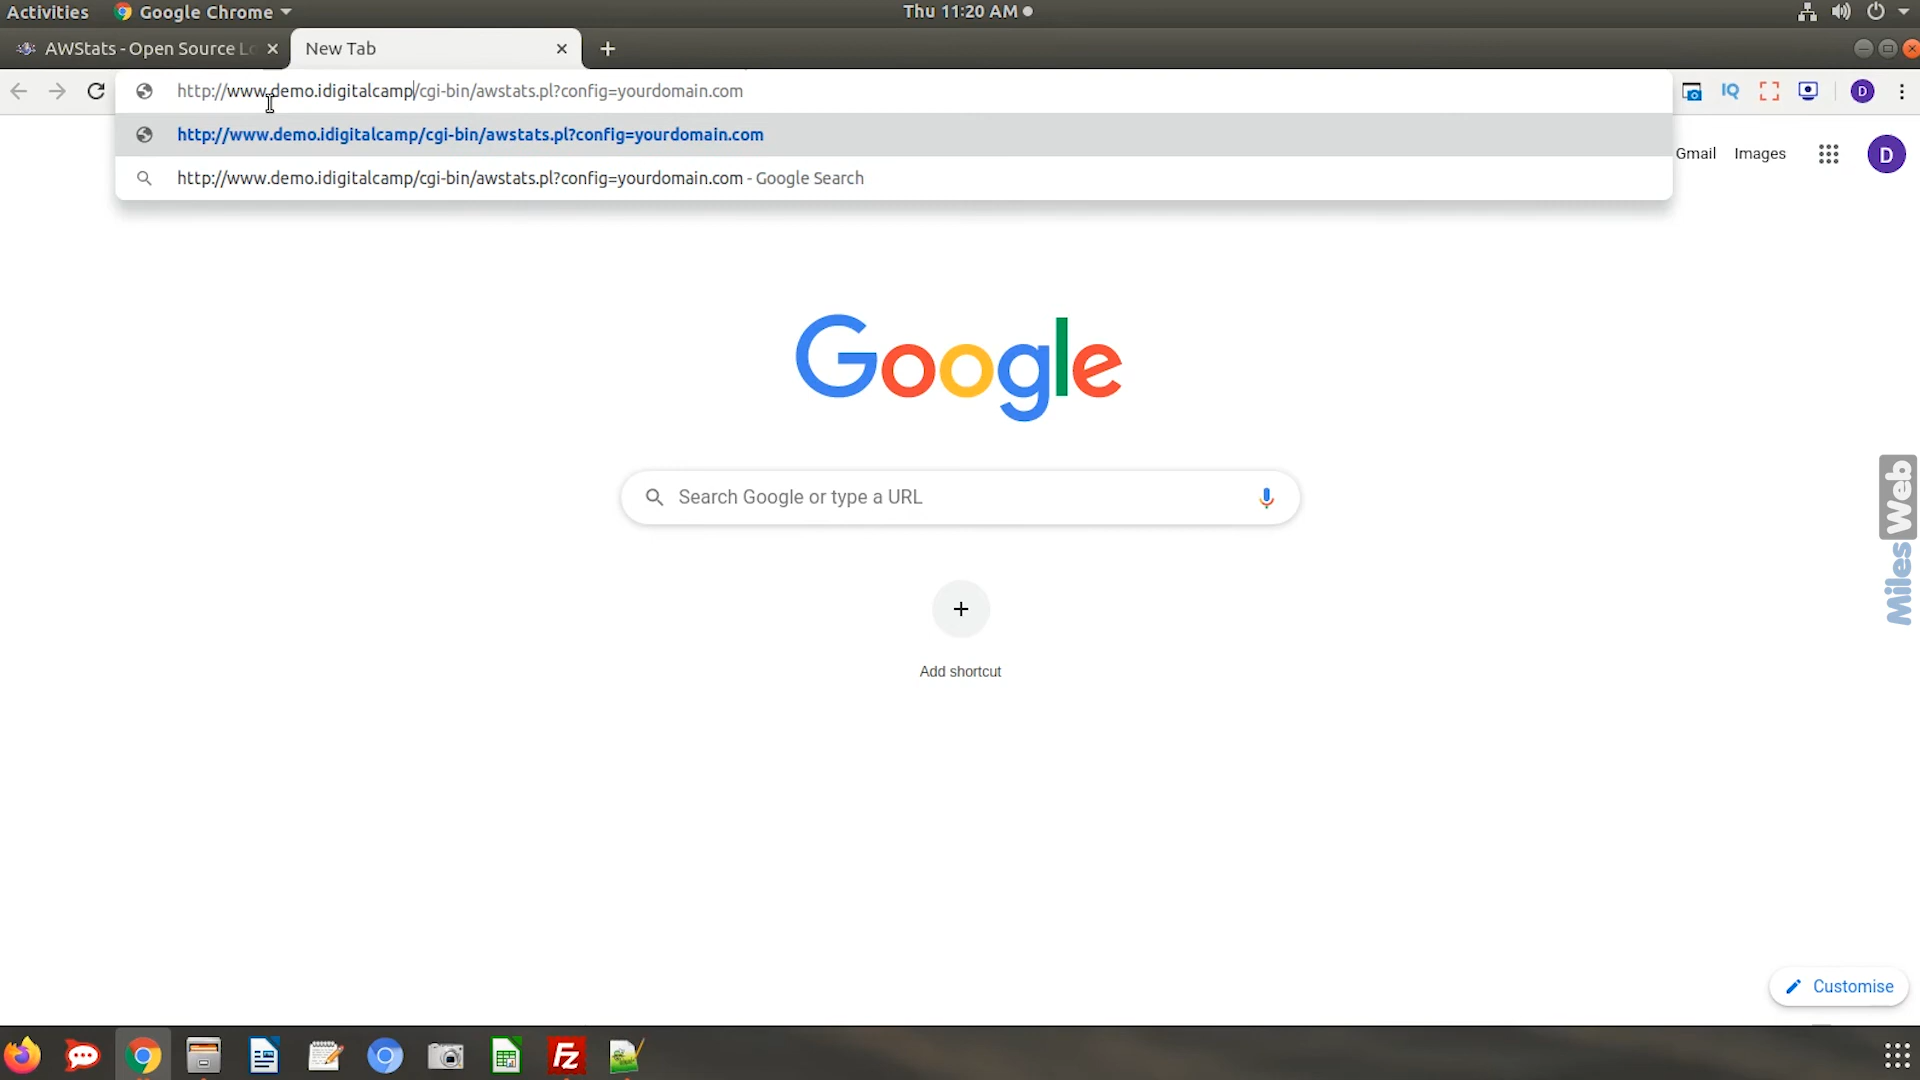 Activities
Google Chrome
Thu 11:20 AM
AWStats - Open Source Lo
New Tab
http://www.demo.idigitalcamp/cgi-bin/awstats.pl?config=yourdomain.com
IQ
D
http://www.demo.idigitalcamp/cgi-bin/awstats.pl?config=yourdomain.com
http://www.demo.idigitalcamp/cgi-bin/awstats.pl?config=yourdomain.com - Google Search
Gmail
Images
D
Google
Search Google or type a URL
Add shortcut
MilesWeb
Customise
Fz